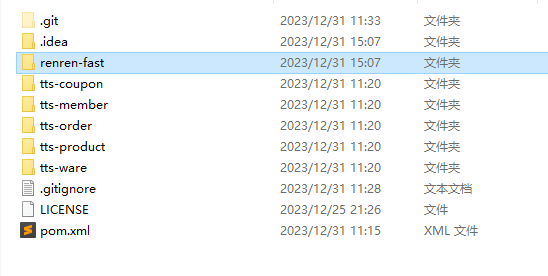 .git 2023/12/31 11:33 文件夹
.idea 2023/12/31 15:07 文件夹
renren-fast 2023/12/31 15:07 文件夹
tts-coupon 2023/12/31 11:20 文件夹
tts-member 2023/12/31 11:20 文件夹
tts-order 2023/12/31 11:20 文件夹
tts-product 2023/12/31 11:20 文件夹
tts-ware 2023/12/31 11:20 文件夹
.gitignore 2023/12/31 11:28 文本文档
LICENSE 2023/12/25 21:26 文件
pom.xml 2023/12/31 11:15 XML 文件